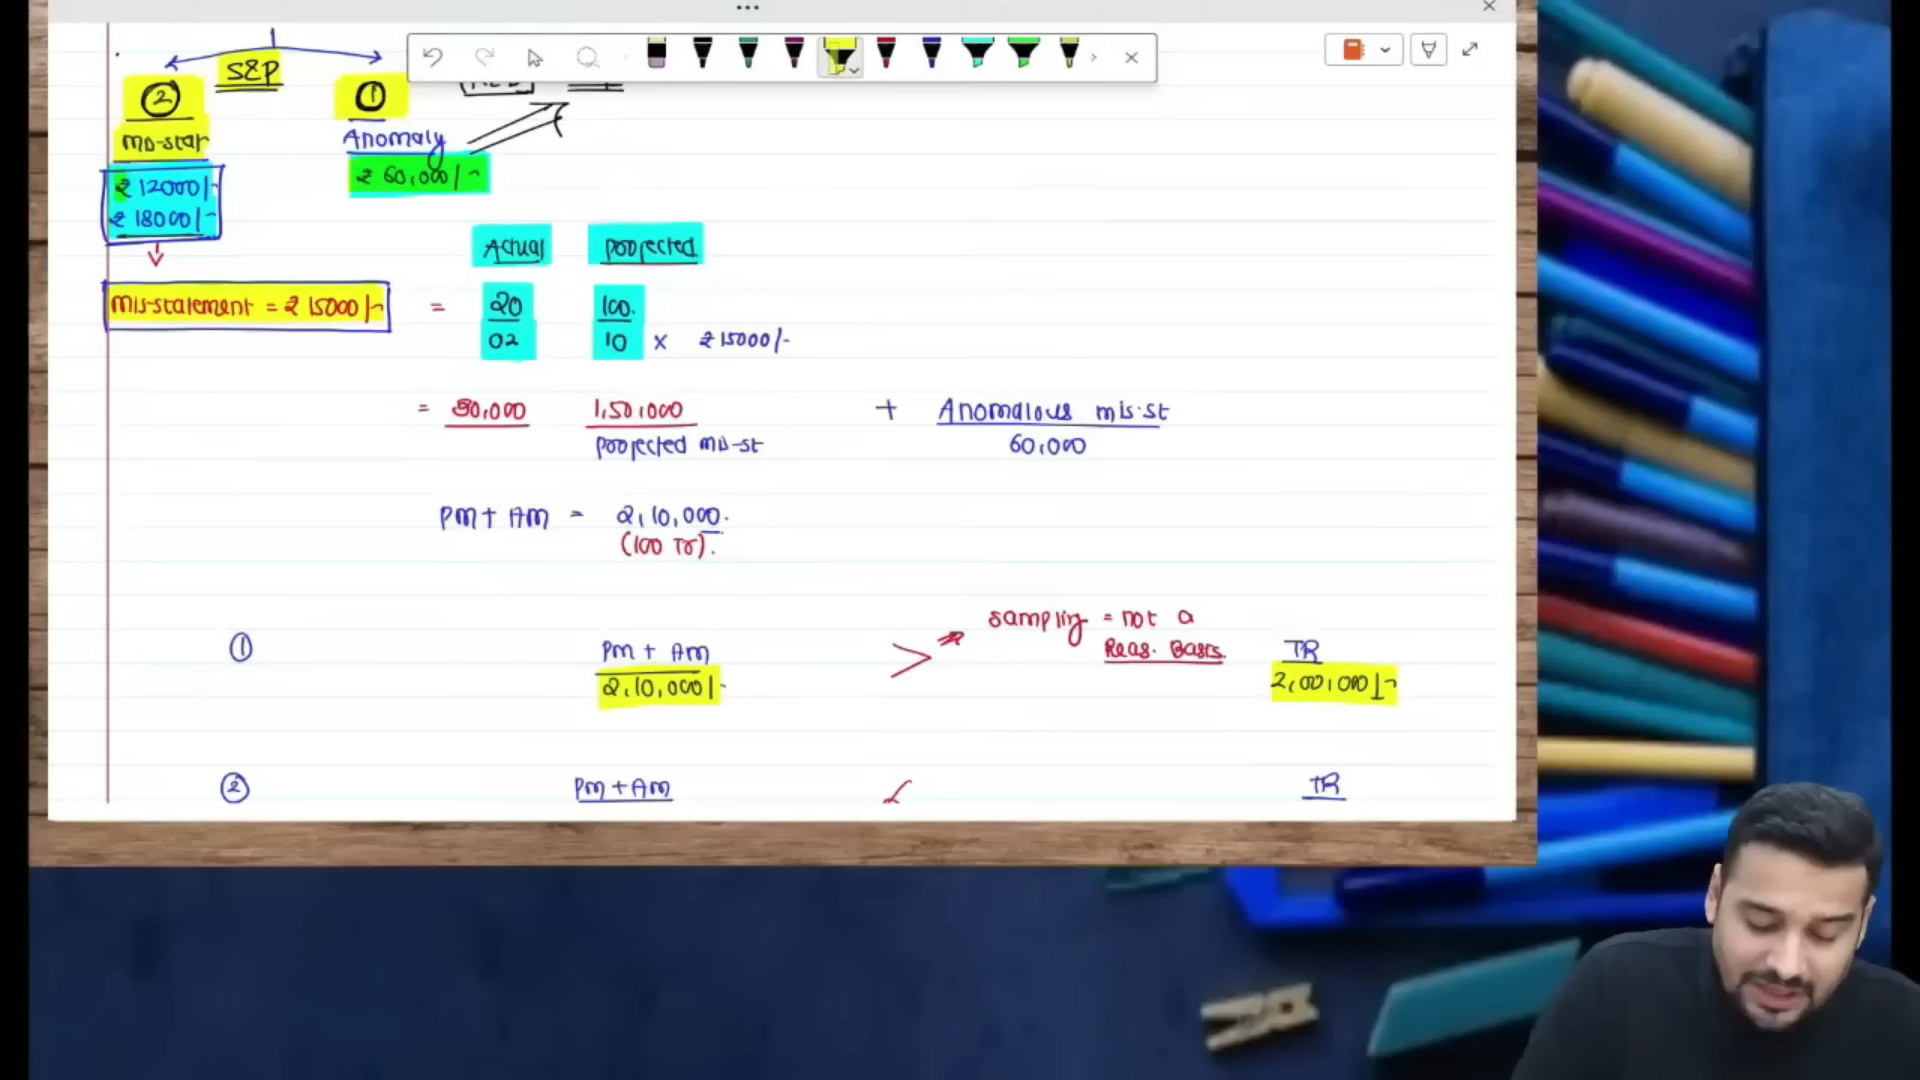 S&P
② ①
Mis-stat Anomaly
₹ 12000/-
₹ 18000/-
₹ 60,000/-
Actual Projected
Mis-statement = ₹ 15000/- = 20 100.
02 10 x ₹ 15000/-
= 30,000 1,50,000 + Anomalous mis.st
Projected mis-st 60,000
PM+ AM = 2,10,000.
(100 Tr).
① PM + AM > Sampling = not a
Reas. Basis. TR
2,10,000/- 2,00,000/-
② PM + AM < TR